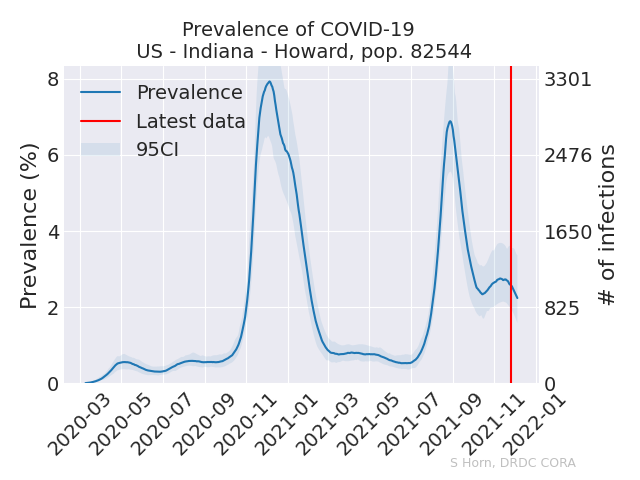 Prevalence of COVID-19
US - Indiana - Howard, pop. 82544
Prevalence (%)
8
6
4
2
0
Prevalence
Latest data
95CI
3301
2476
1650
825
0
# of infections
2020-03
2020-05
2020-07
2020-09
2020-11
2021-01
2021-03
2021-05
2021-07
2021-09
2021-11
2022-01
S Horn, DRDC CORA